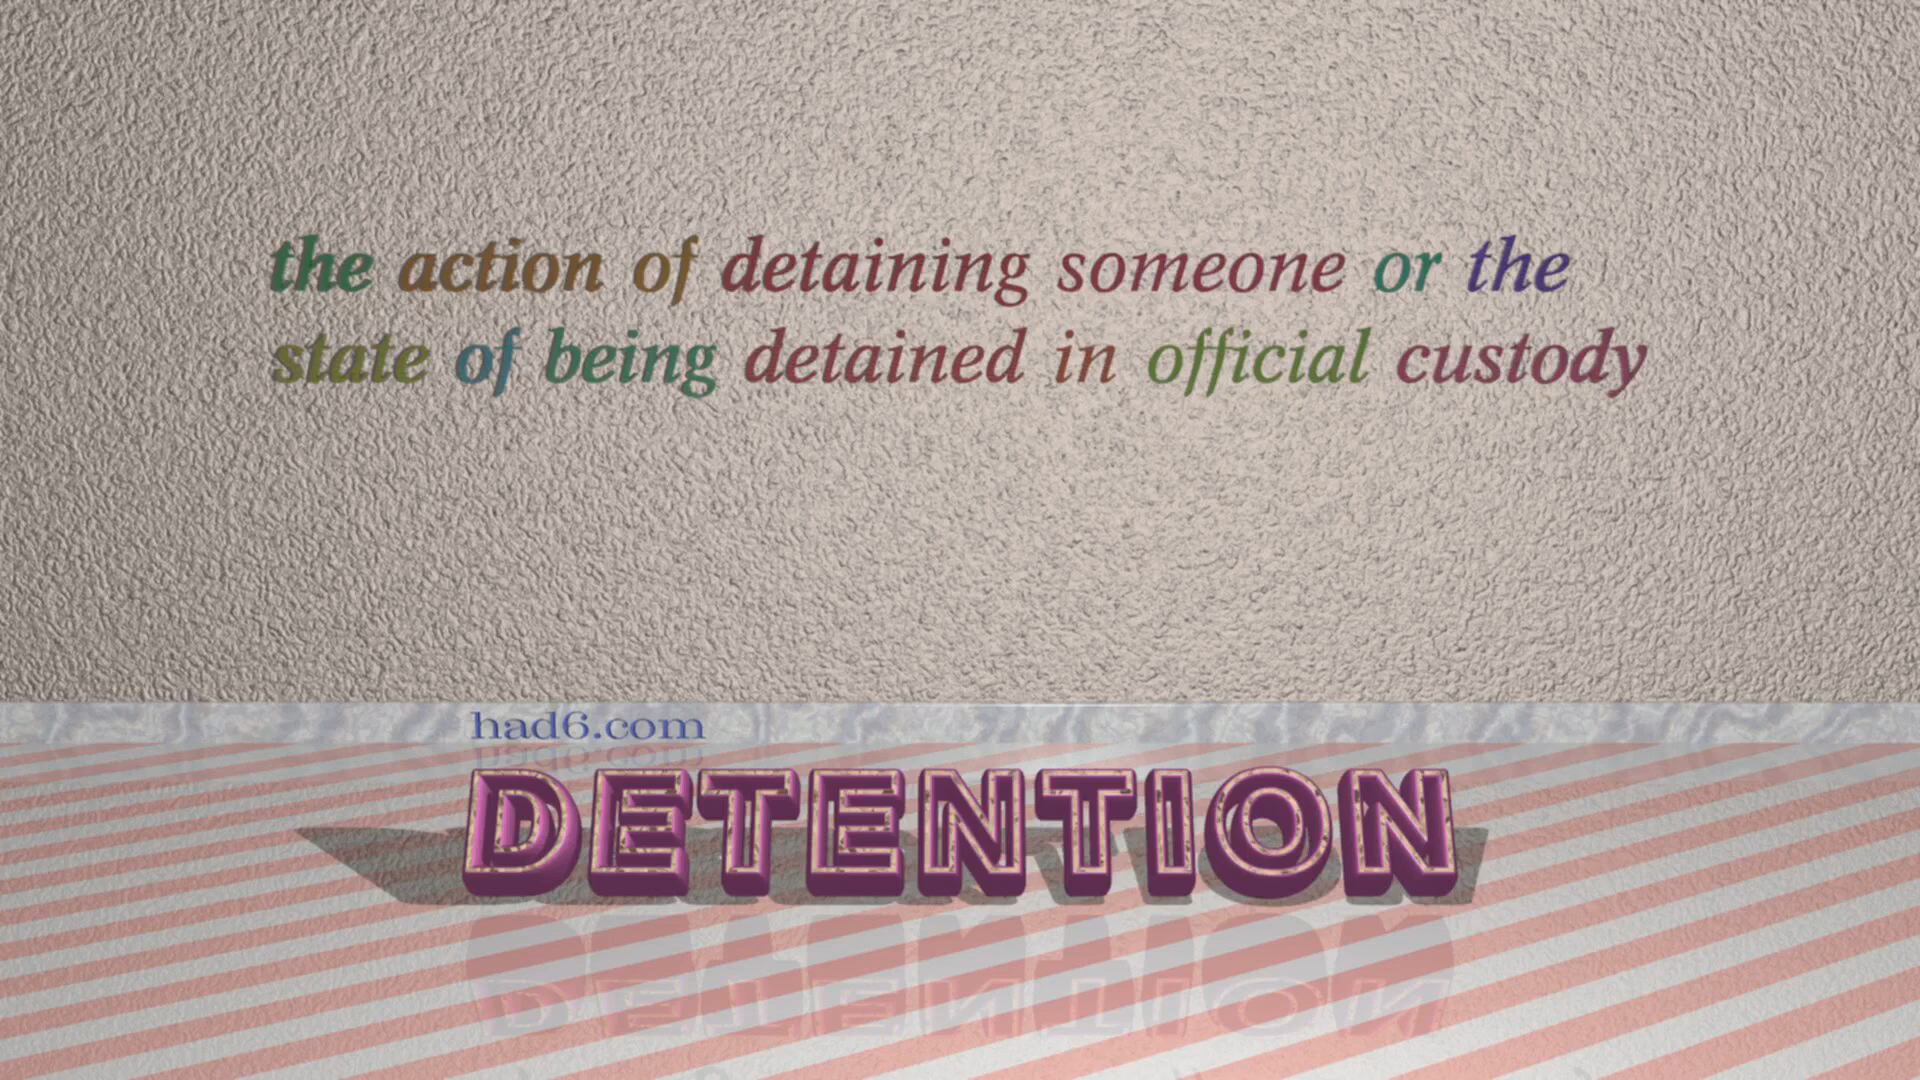 the action of detaining someone or the
state of being detained in official custody
had6.com
DETENTION